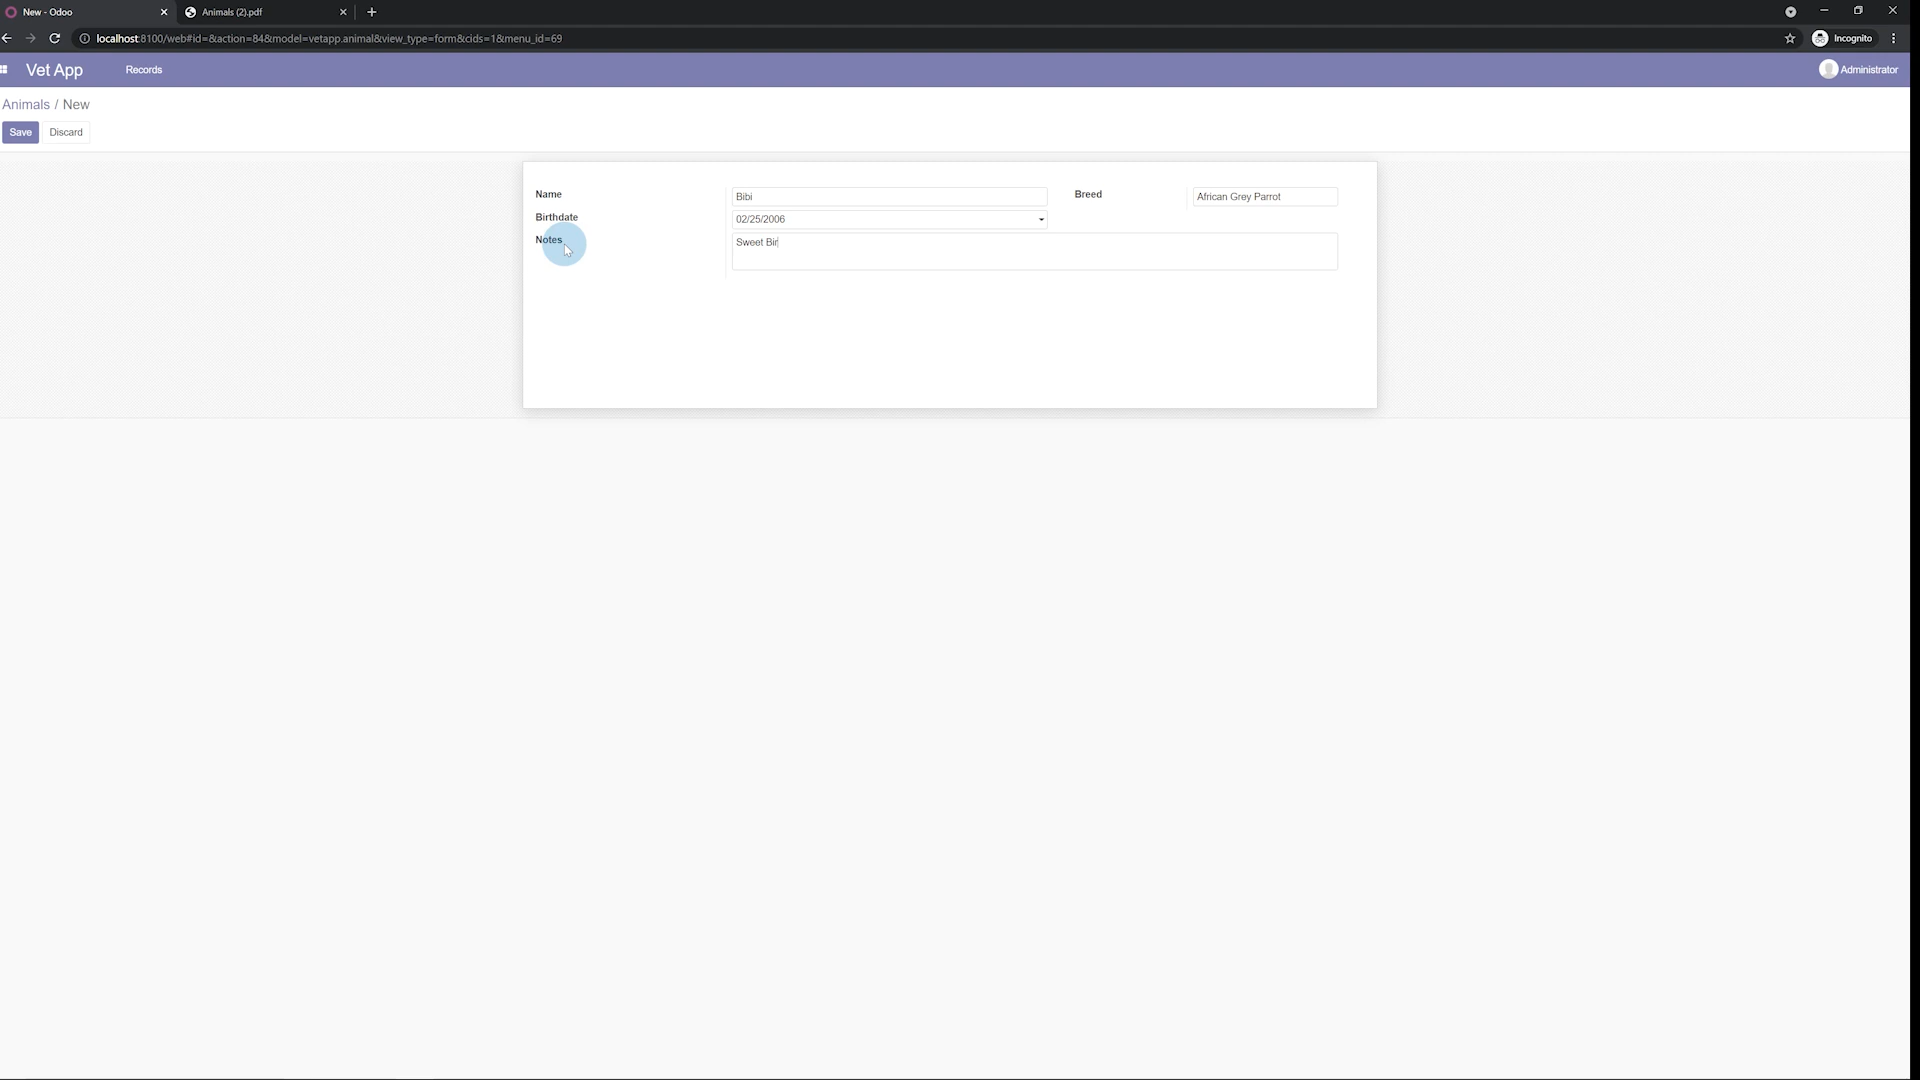 New - Odoo
Animals (2).pdf
localhost:8100/web#id=&action=84&model=vetapp.animal&view_type=form&cids=1&menu_id=69
Incognito
Vet App
Records
Administrator
Animals / New
Save
Discard
Name
Bibi
Breed
African Grey Parrot
Birthdate
02/25/2006
Notes
Sweet Bir